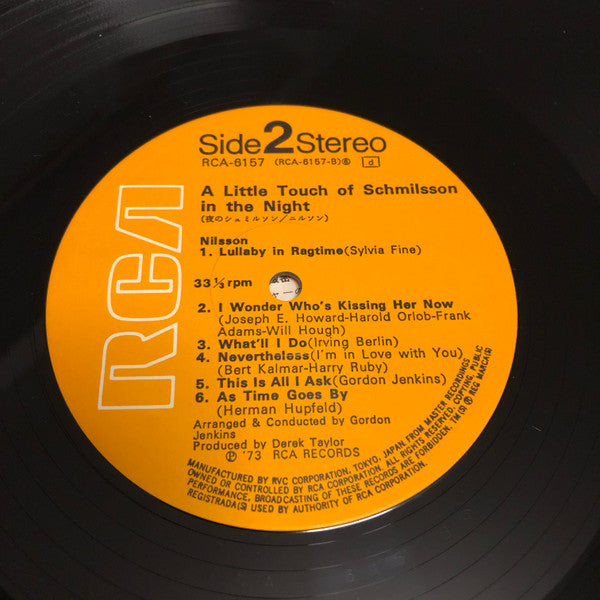 RCA
Side 2 Stereo
RCA-6157 (RCA-6157-B)Ⓑ d
A Little Touch of Schmilsson
in the Night
(夜のシュミルソン/ニルソン)
Nilsson
1. Lullaby in Ragtime(Sylvia Fine)
33⅓ rpm
2. I Wonder Who's Kissing Her Now
(Joseph E. Howard-Harold Orlob-Frank
Adams-Will Hough)
3. What'll I Do(Irving Berlin)
4. Nevertheless(I'm in Love with You)
(Bert Kalmar-Harry Ruby)
5. This Is All I Ask(Gordon Jenkins)
6. As Time Goes By
(Herman Hupfeld)
Arranged & Conducted by Gordon
Jenkins
Produced by Derek Taylor
℗ '73 RCA RECORDS
MANUFACTURED BY RVC CORPORATION, TOKYO, JAPAN, FROM MASTER RECORDINGS
OWNED OR CONTROLLED BY RCA CORPORATION. ALL RIGHTS RESERVED. COPYING, PUBLIC
PERFORMANCE, BROADCASTING OF THESE RECORDS ARE FORBIDDEN. TM(S) ® REG MARCA(S)
REGISTRADA(S) USED BY AUTHORITY OF RCA CORPORATION.